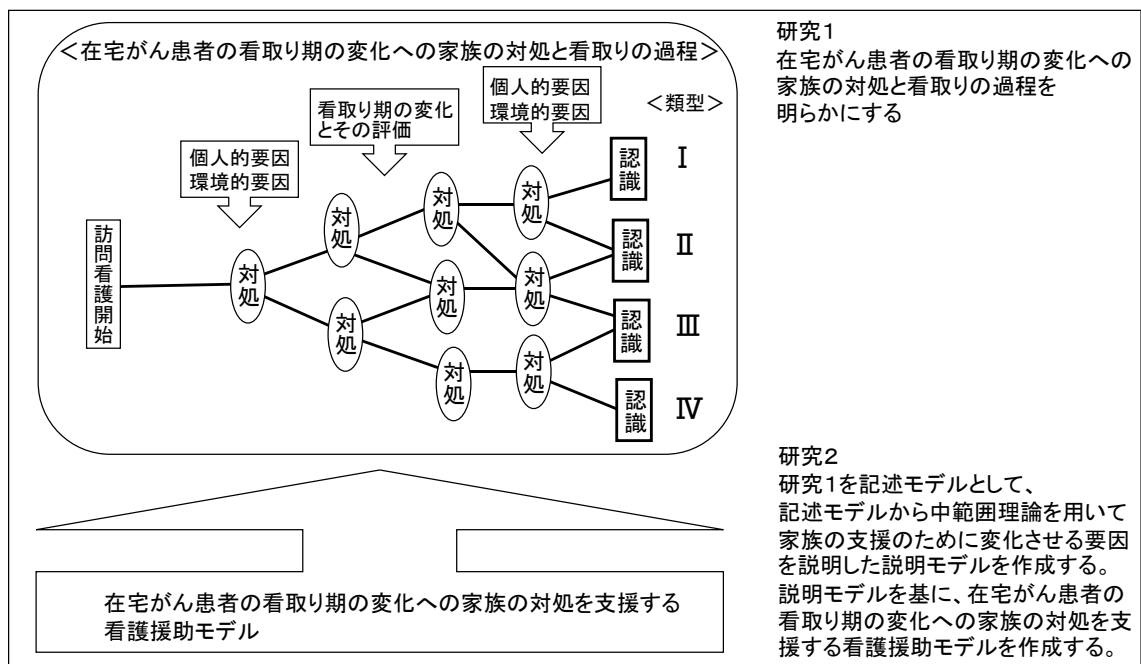 ＜在宅がん患者の看取り期の変化への家族の対処と看取りの過程＞
個人的要因
環境的要因
看取り期の変化
とその評価
個人的要因
環境的要因
＜類型＞
訪問看護開始
対処
対処
対処
対処
対処
対処
対処
対処
対処
認識
Ⅰ
認識
Ⅱ
認識
Ⅲ
認識
Ⅳ
在宅がん患者の看取り期の変化への家族の対処を支援する
看護援助モデル
研究１
在宅がん患者の看取り期の変化への
家族の対処と看取りの過程を
明らかにする
研究２
研究１を記述モデルとして、
記述モデルから中範囲理論を用いて
家族の支援のために変化させる要因
を説明した説明モデルを作成する。
説明モデルを基に、在宅がん患者の
看取り期の変化への家族の対処を支
援する看護援助モデルを作成する。